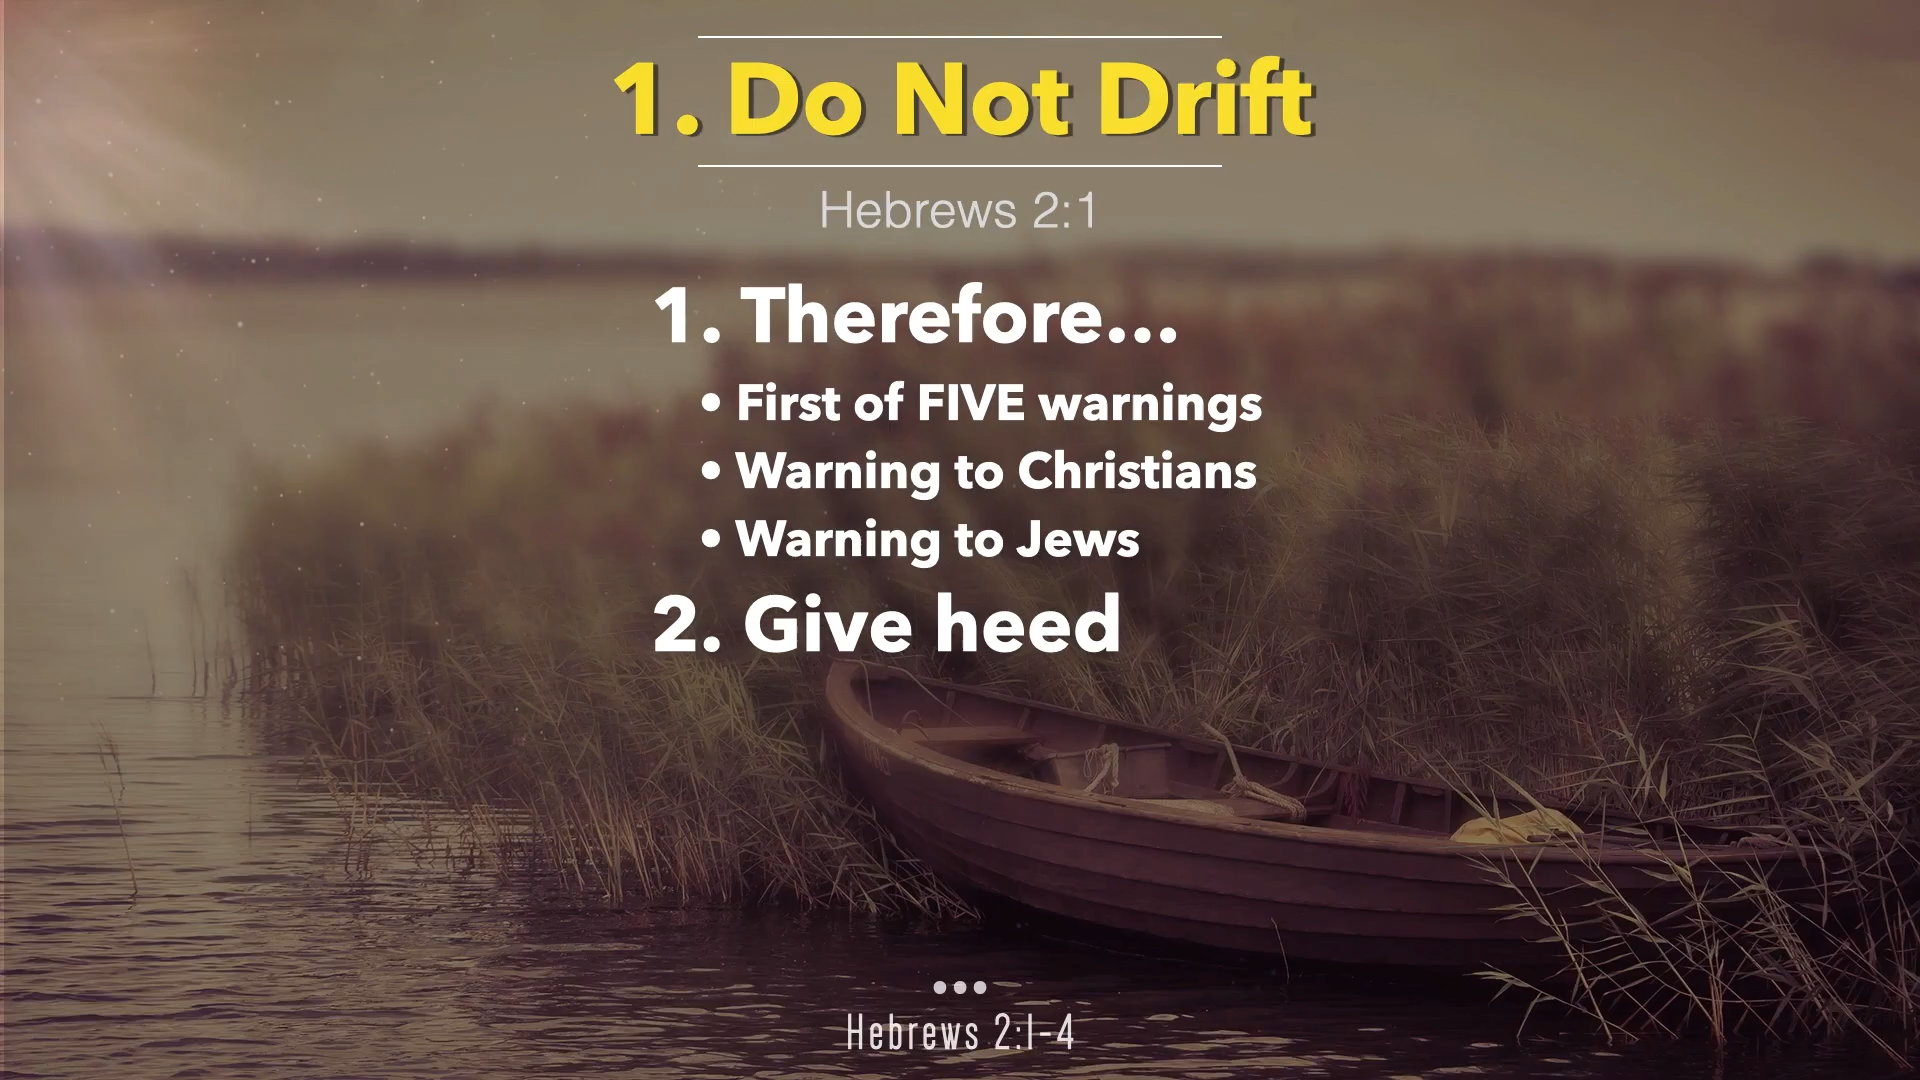 1. Do Not Drift
Hebrews 2:1
1. Therefore...
• First of FIVE warnings
• Warning to Christians
• Warning to Jews
2. Give heed
Hebrews 2:1-4